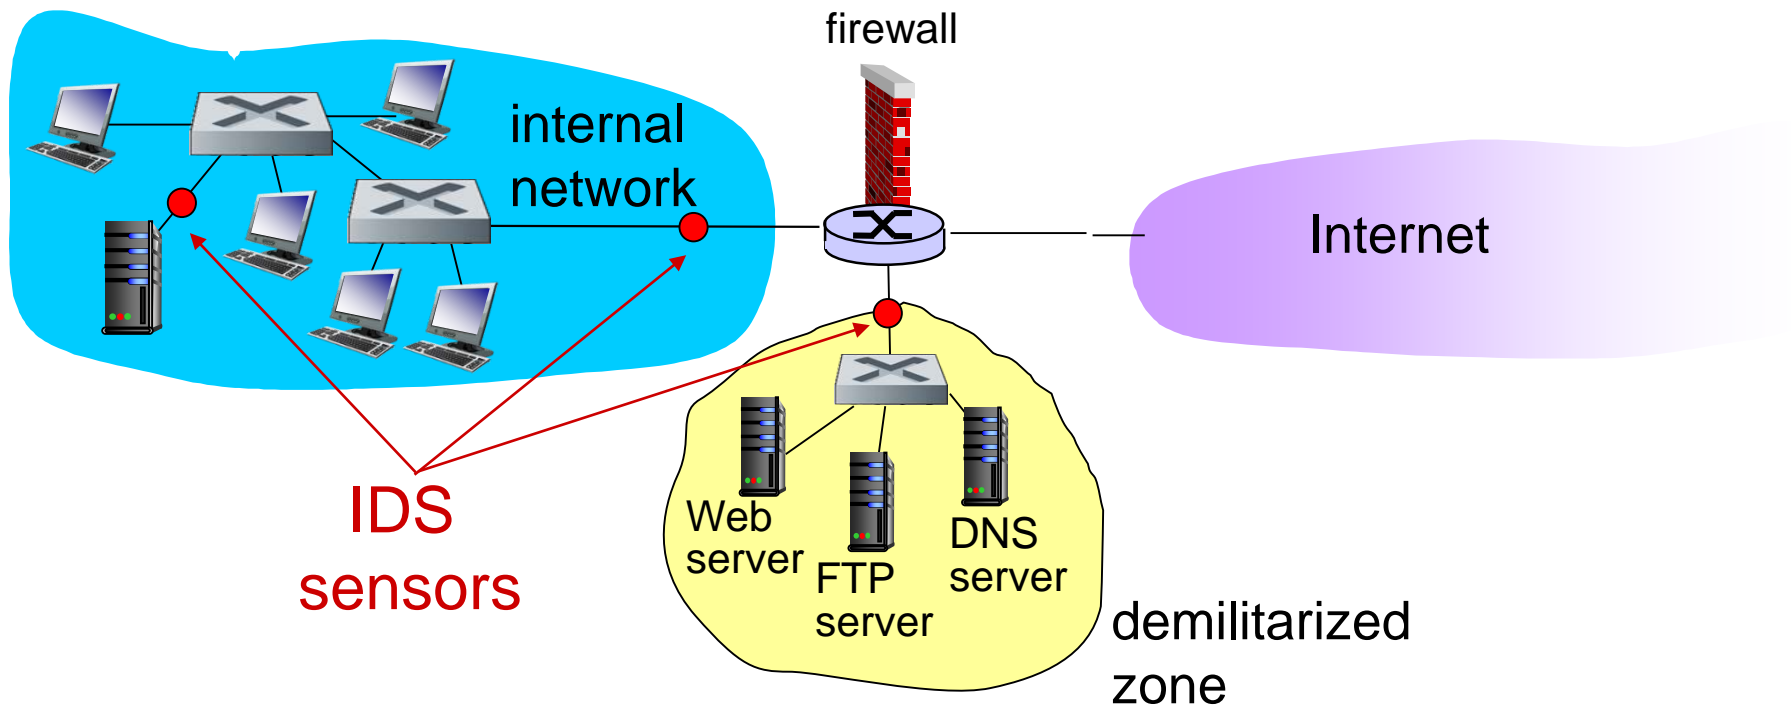 firewall
internal
network
Internet
IDS
sensors
Web
server
FTP
server
DNS
server
demilitarized
zone